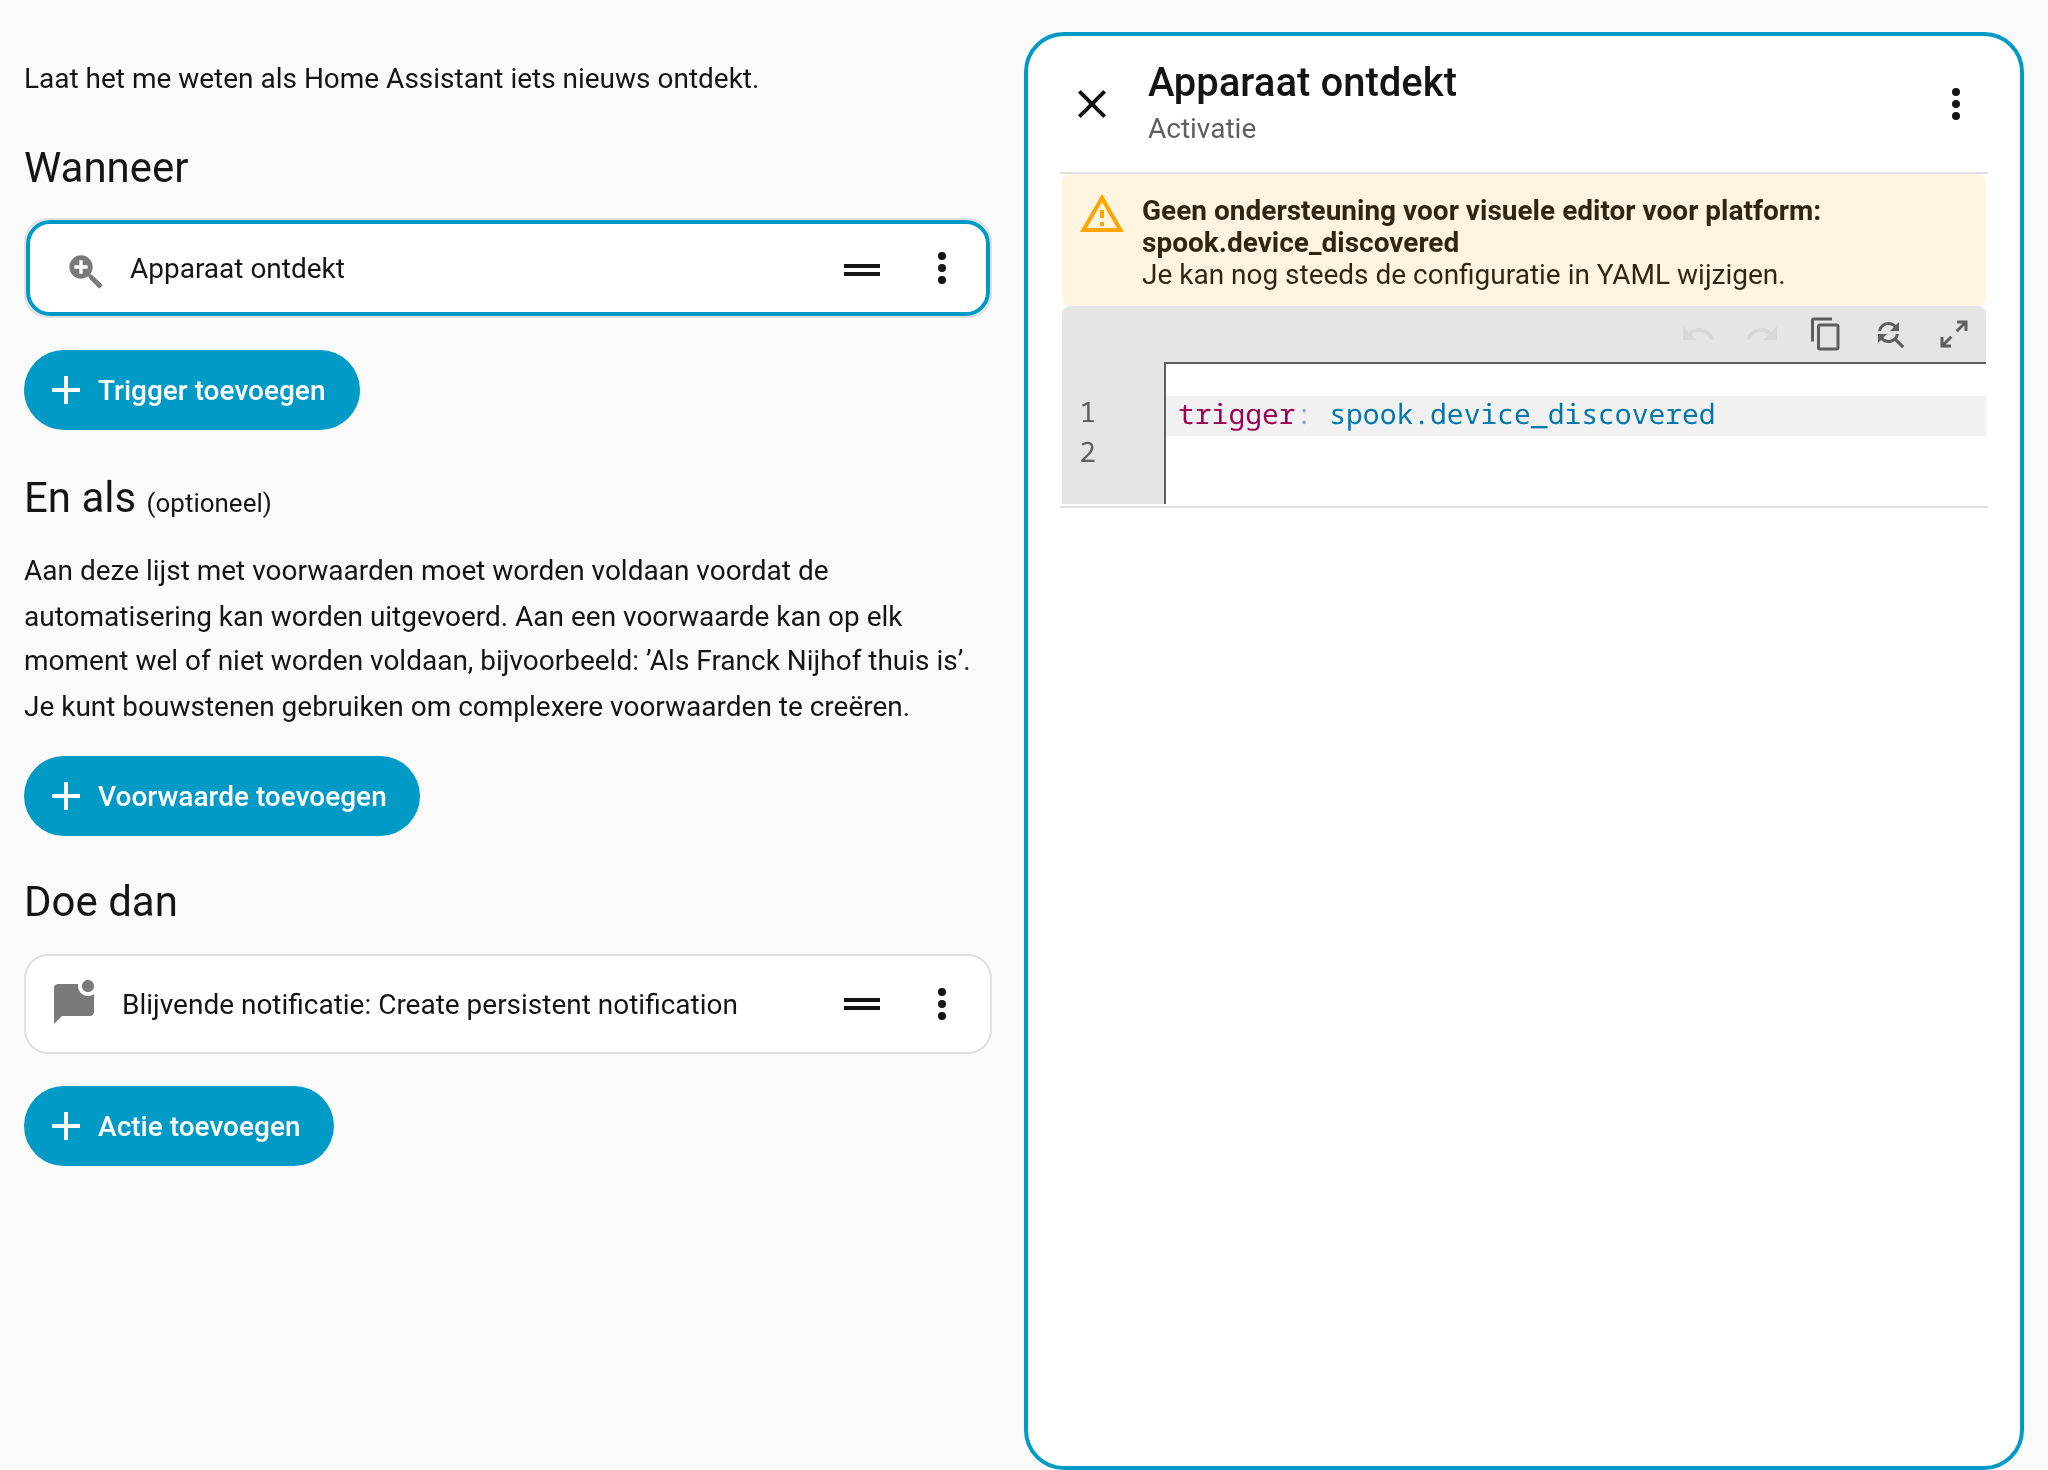 Laat het me weten als Home Assistant iets nieuws ontdekt.
Wanneer
Apparaat ontdekt
Trigger toevoegen
En als (optioneel)
Aan deze lijst met voorwaarden moet worden voldaan voordat de
automatisering kan worden uitgevoerd. Aan een voorwaarde kan op elk
moment wel of niet worden voldaan, bijvoorbeeld: ’Als Franck Nijhof thuis is’.
Je kunt bouwstenen gebruiken om complexere voorwaarden te creëren.
Voorwaarde toevoegen
Doe dan
Blijvende notificatie: Create persistent notification
Actie toevoegen
Apparaat ontdekt
Activatie
Geen ondersteuning voor visuele editor voor platform:
spook.device_discovered
Je kan nog steeds de configuratie in YAML wijzigen.
1 trigger: spook.device_discovered
2